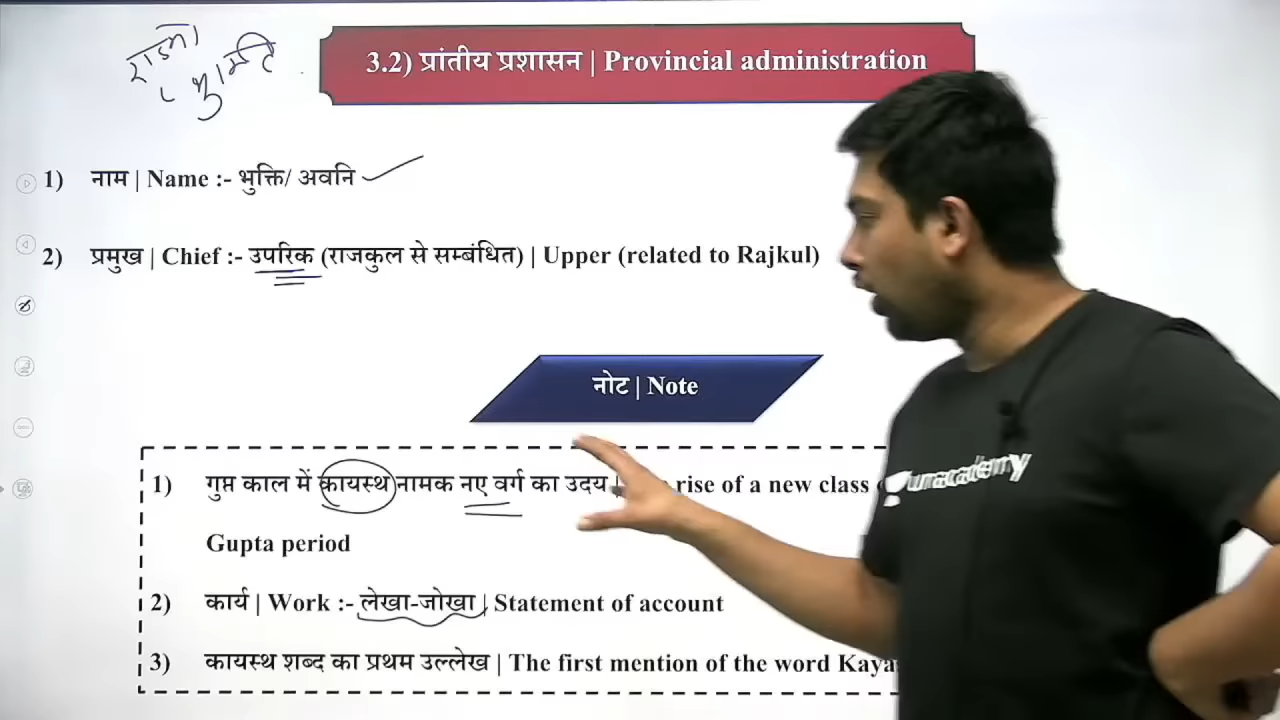 3.2) प्रांतीय प्रशासन | Provincial administration
1) नाम | Name :- भुक्ति/ अवनि
2) प्रमुख | Chief :- उपरिक (राजकुल से सम्बंधित) | Upper (related to Rajkul)
नोट | Note
1) गुप्त काल में कायस्थ नामक नए वर्ग का उदय | rise of a new class
Gupta period
2) कार्य | Work :- लेखा-जोखा | Statement of account
3) कायस्थ शब्द का प्रथम उल्लेख | The first mention of the word
unacademy